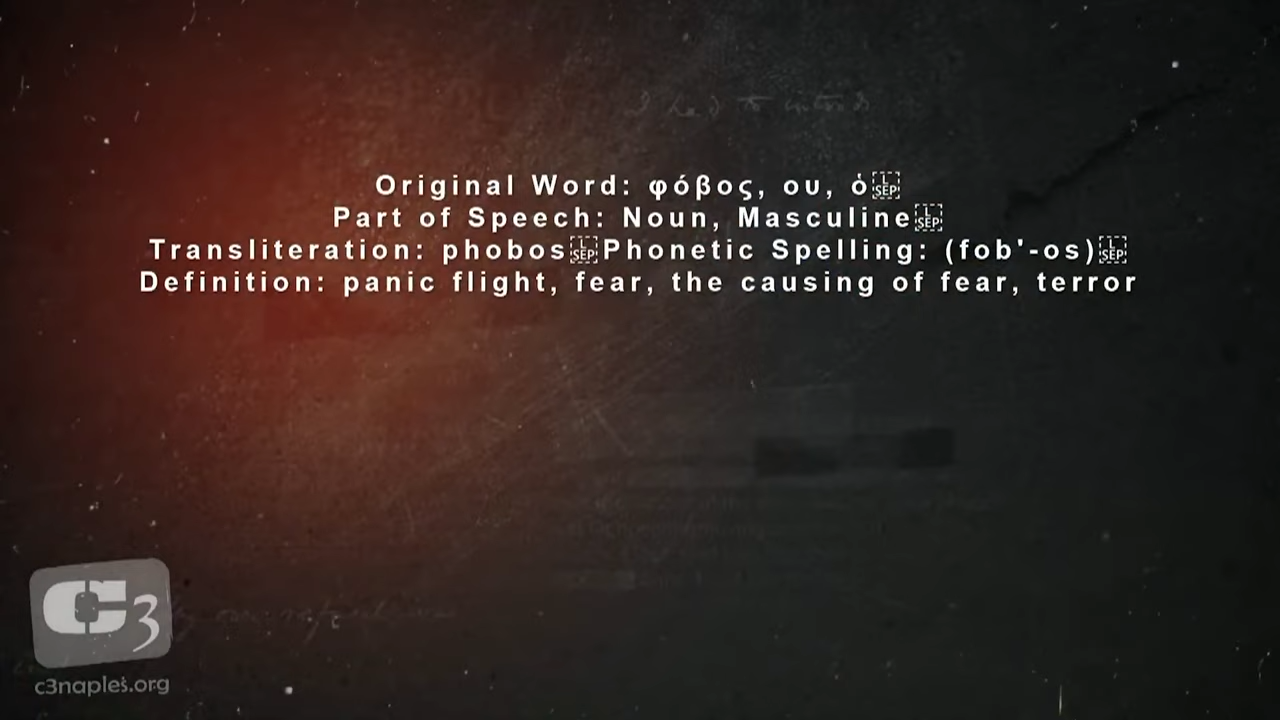 Original Word: φόβος, ου, ὁ
Part of Speech: Noun, Masculine
Transliteration: phobos Phonetic Spelling: (fob'-os)
Definition: panic flight, fear, the causing of fear, terror
C3
c3naples.org